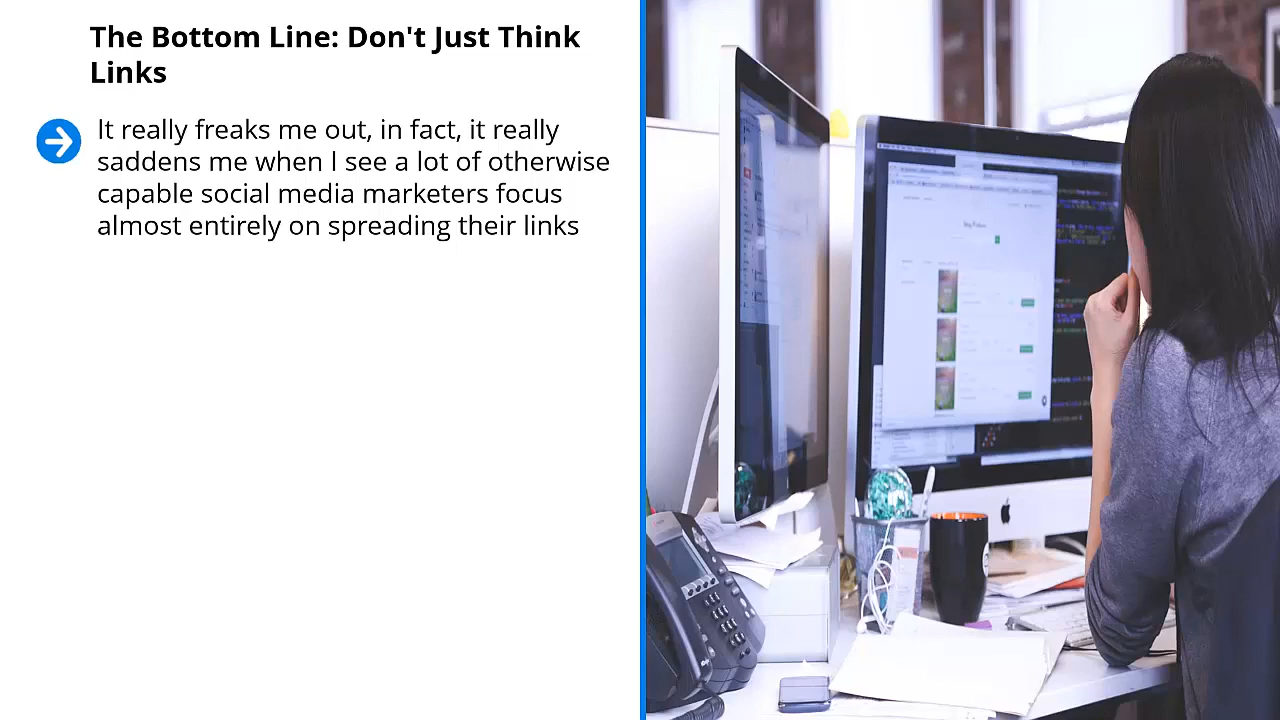 The Bottom Line: Don't Just Think
Links
It really freaks me out, in fact, it really
saddens me when I see a lot of otherwise
capable social media marketers focus
almost entirely on spreading their links